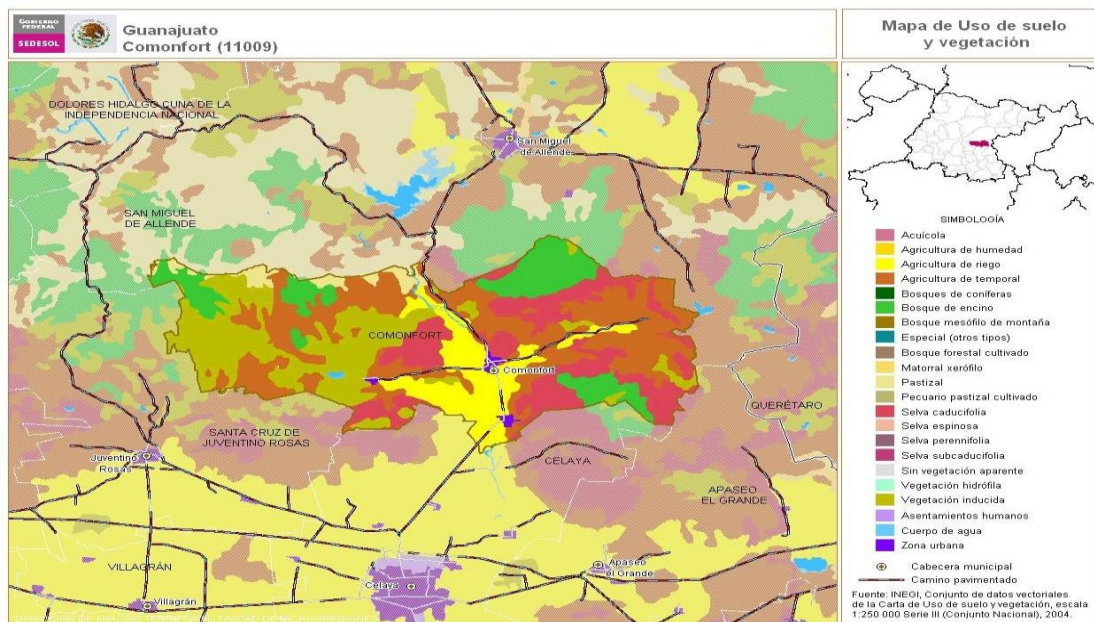 GOBIERNO
FEDERAL
SEDESOL
Guanajuato
Comonfort (11009)
Mapa de Uso de suelo
y vegetación
DOLORES HIDALGO CUNA DE LA
INDEPENDENCIA NACIONAL
San Miguel
de Allende
SAN MIGUEL
DE ALLENDE
COMONFORT
Comonfort
QUERÉTARO
SANTA CRUZ DE
JUVENTINO ROSAS
Juventino
Rosas
CELAYA
APASEO
EL GRANDE
VILLAGRÁN
Apaseo
el Grande
Celaya
Villagrán
SIMBOLOGÍA
Acuícola
Agricultura de humedad
Agricultura de riego
Agricultura de temporal
Bosques de coníferas
Bosque de encino
Bosque mesófilo de montaña
Especial (otros tipos)
Bosque forestal cultivado
Matorral xerófilo
Pastizal
Pecuario pastizal cultivado
Selva caducifolia
Selva espinosa
Selva perennifolia
Selva subcaducifolia
Sin vegetación aparente
Vegetación hidrófila
Vegetación inducida
Asentamientos humanos
Cuerpo de agua
Zona urbana
Cabecera municipal
Camino pavimentado
Fuente: INEGI, Conjunto de datos vectoriales
de la Carta de Uso de suelo y vegetación, escala
1:250 000 Serie III (Conjunto Nacional), 2004.